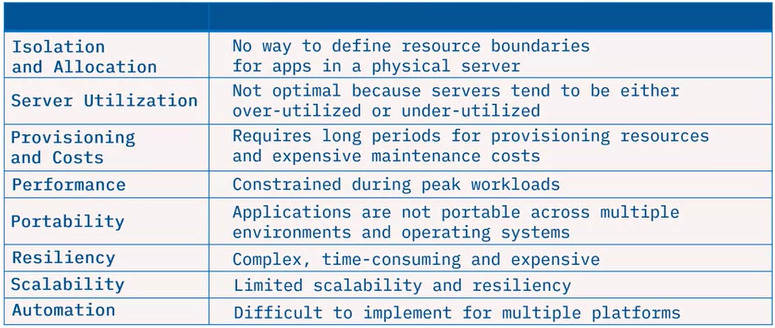 Isolation
and Allocation
No way to define resource boundaries
for apps in a physical server
Server Utilization
Not optimal because servers tend to be either
over-utilized or under-utilized
Provisioning
and Costs
Requires long periods for provisioning resources
and expensive maintenance costs
Performance
Constrained during peak workloads
Portability
Applications are not portable across multiple
environments and operating systems
Resiliency
Complex, time-consuming and expensive
Scalability
Limited scalability and resiliency
Automation
Difficult to implement for multiple platforms